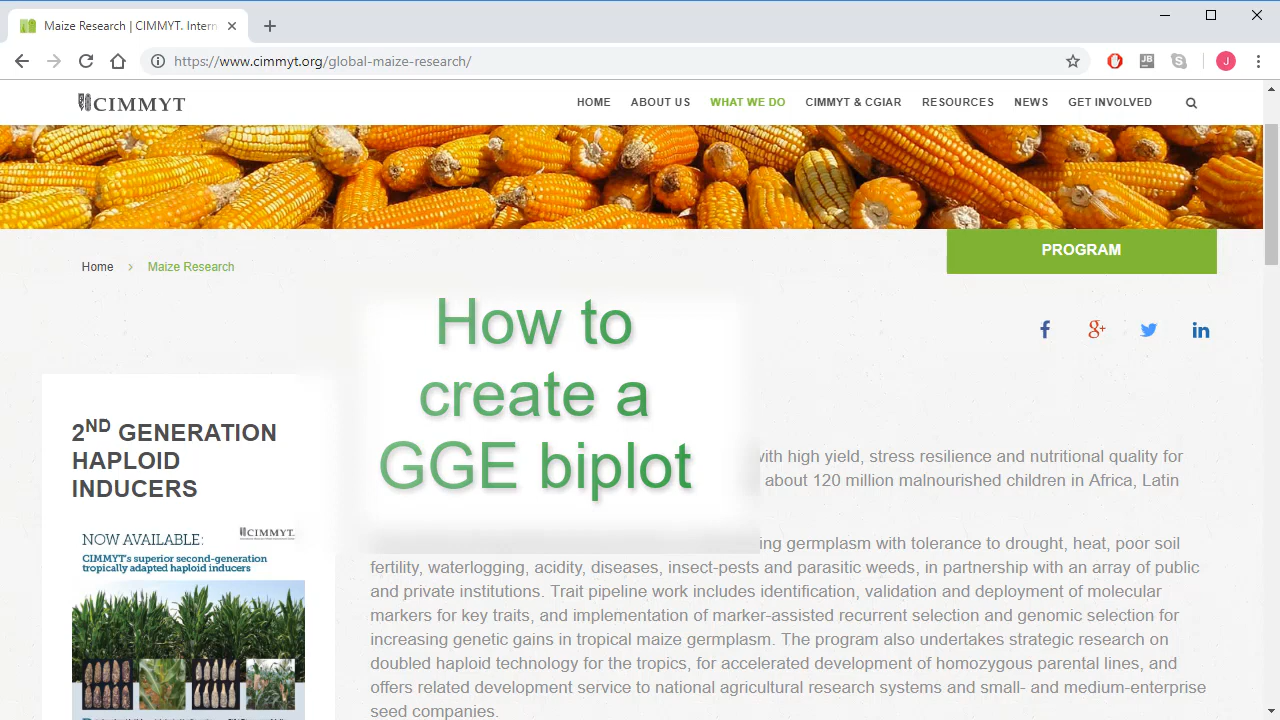 Maize Research | CIMMYT. Intern
https://www.cimmyt.org/global-maize-research/
JB
J
CIMMYT
HOME ABOUT US WHAT WE DO CIMMYT & CGIAR RESOURCES NEWS GET INVOLVED
PROGRAM
Home › Maize Research
How to
create a
GGE biplot
2ND GENERATION
HAPLOID
INDUCERS
CIMMYT.
NOW AVAILABLE:
CIMMYT's superior second-generation
tropically adapted haploid inducers
with high yield, stress resilience and nutritional quality for
about 120 million malnourished children in Africa, Latin
ing germplasm with tolerance to drought, heat, poor soil
fertility, waterlogging, acidity, diseases, insect-pests and parasitic weeds, in partnership with an array of public
and private institutions. Trait pipeline work includes identification, validation and deployment of molecular
markers for key traits, and implementation of marker-assisted recurrent selection and genomic selection for
increasing genetic gains in tropical maize germplasm. The program also undertakes strategic research on
doubled haploid technology for the tropics, for accelerated development of homozygous parental lines, and
offers related development service to national agricultural research systems and small- and medium-enterprise
seed companies.